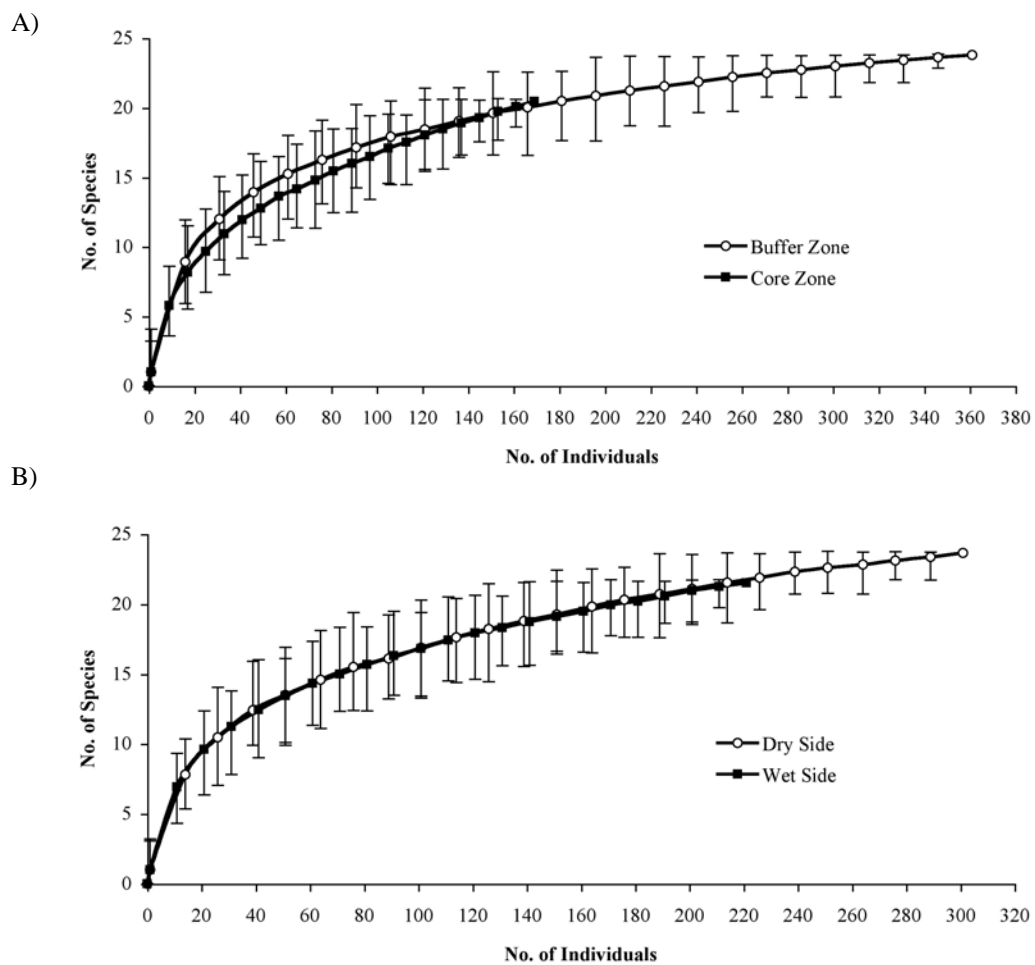 A)
25
20
15
10
5
0
No. of Species
Buffer Zone
Core Zone
0 20 40 60 80 100 120 140 160 180 200 220 240 260 280 300 320 340 360 380
No. of Individuals
B)
25
20
15
10
5
0
No. of Species
Dry Side
Wet Side
0 20 40 60 80 100 120 140 160 180 200 220 240 260 280 300 320
No. of Individuals